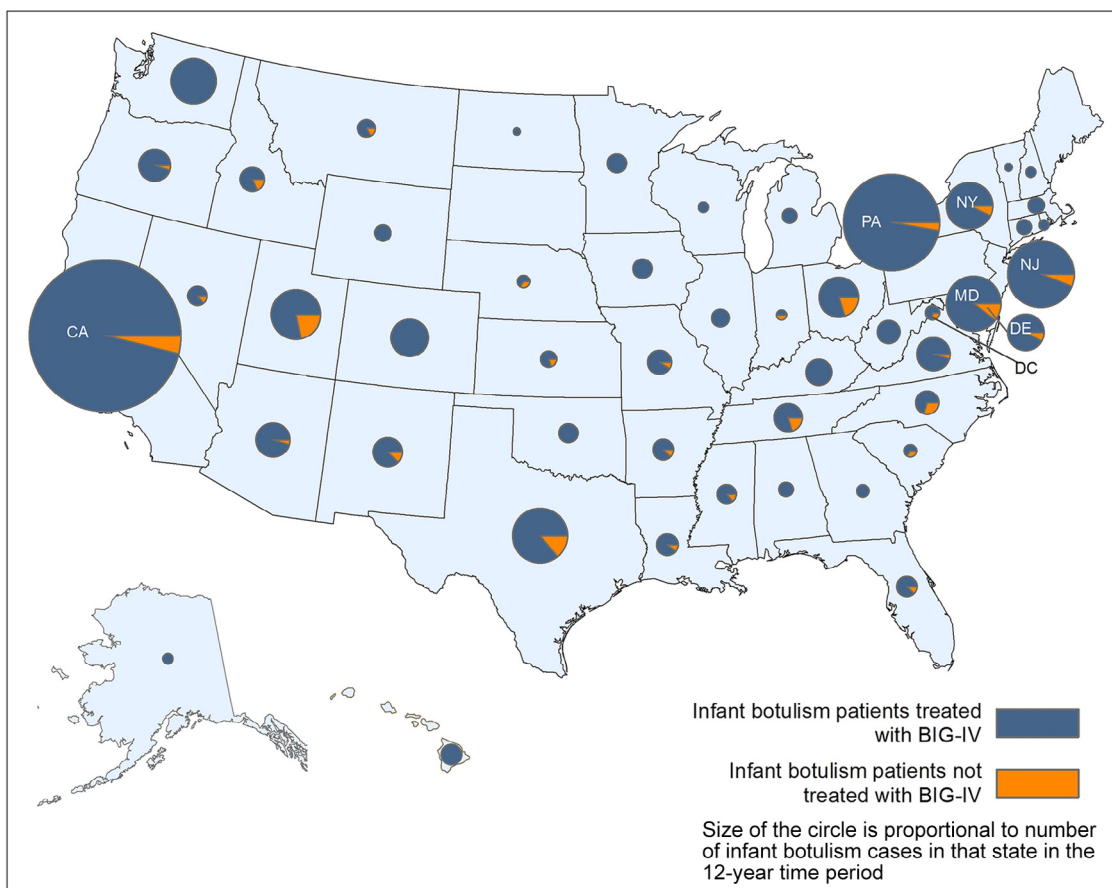 PA
NY
NJ
MD
DE
DC
CA
Infant botulism patients treated
with BIG-IV
Infant botulism patients not
treated with BIG-IV
Size of the circle is proportional to number
of infant botulism cases in that state in the
12-year time period